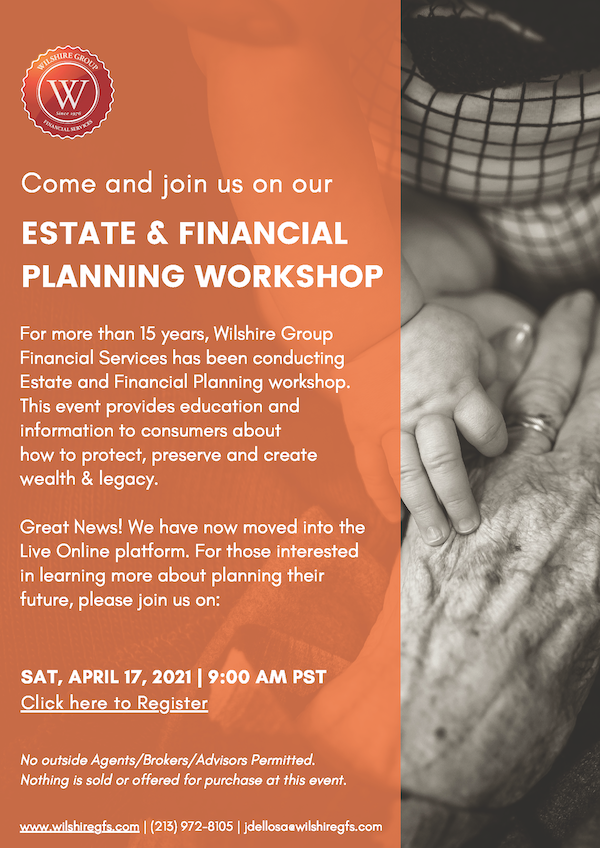 WILSHIRE GROUP
W
Since 1976
FINANCIAL SERVICES
Come and join us on our
ESTATE & FINANCIAL
PLANNING WORKSHOP
For more than 15 years, Wilshire Group
Financial Services has been conducting
Estate and Financial Planning workshop.
This event provides education and
information to consumers about
how to protect, preserve and create
wealth & legacy.
Great News! We have now moved into the
Live Online platform. For those interested
in learning more about planning their
future, please join us on:
SAT, APRIL 17, 2021 | 9:00 AM PST
Click here to Register
No outside Agents/Brokers/Advisors Permitted.
Nothing is sold or offered for purchase at this event.
www.wilshiregfs.com | (213) 972-8105 | jdellosa@wilshiregfs.com